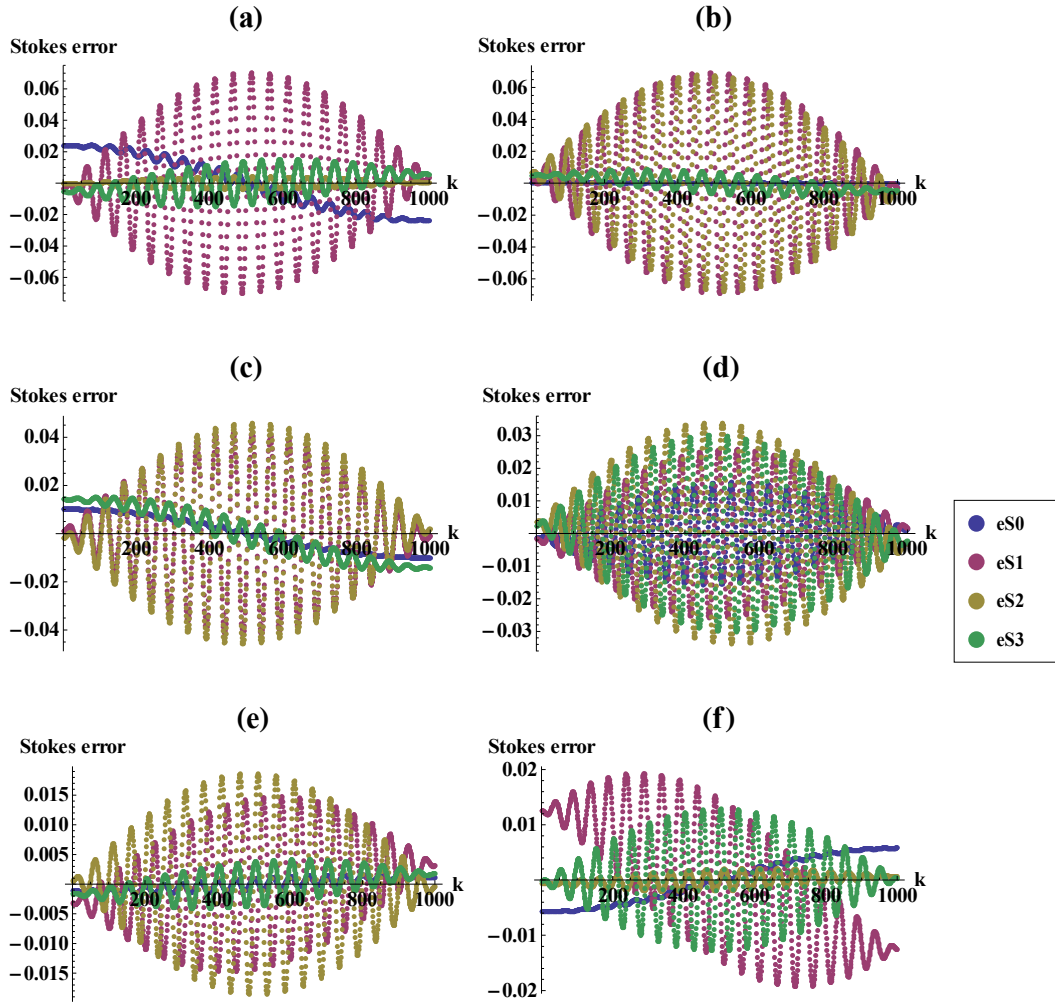 (a)
Stokes error
0.06
0.04
0.02
200 400 600 800 1000 k
−0.02
−0.04
−0.06
(b)
Stokes error
0.06
0.04
0.02
200 400 600 800 1000 k
−0.02
−0.04
−0.06
(c)
Stokes error
0.04
0.02
200 400 600 800 1000 k
−0.02
−0.04
(d)
Stokes error
0.03
0.02
0.01
200 400 600 800 1000 k
−0.01
−0.02
−0.03
eS0
eS1
eS2
eS3
(e)
Stokes error
0.015
0.010
0.005
200 400 600 800 1000 k
−0.005
−0.010
−0.015
(f)
Stokes error
0.02
0.01
200 400 600 800 1000 k
−0.01
−0.02